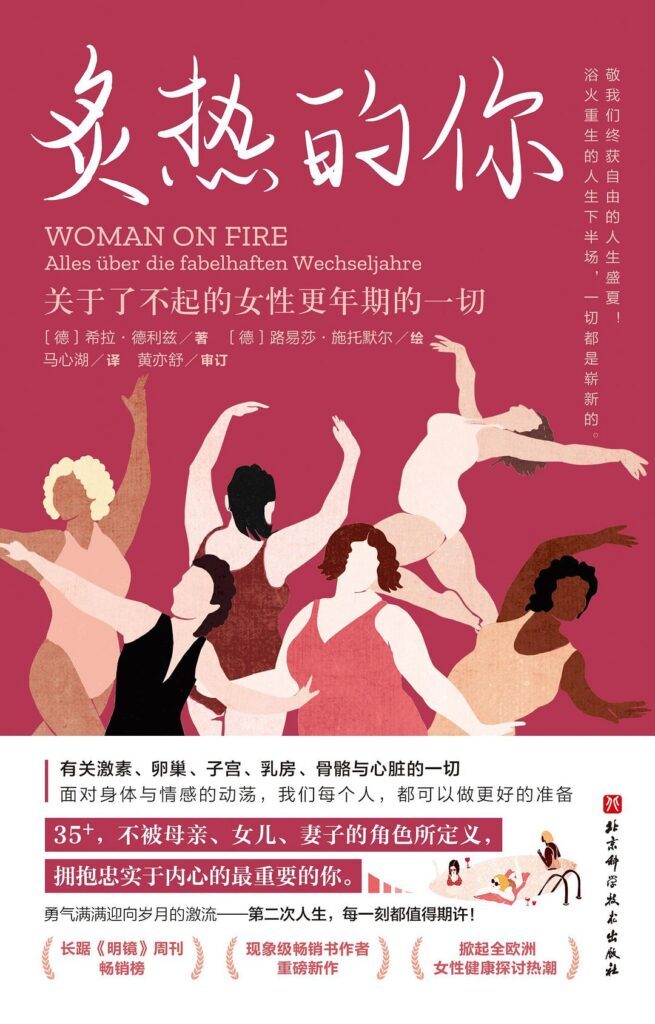 炙热的你
敬我们终获自由的人生盛夏！
浴火重生的人生下半场，一切都是崭新的。
WOMAN ON FIRE
Alles über die fabelhaften Wechseljahre
关于了不起的女性更年期的一切
［德］希拉·德利兹／著 ［德］路易莎·施托默尔／绘
马心湖／译 黄亦舒／审订
有关激素、卵巢、子宫、乳房、骨骼与心脏的一切
面对身体与情感的动荡，我们每个人，都可以做更好的准备
35+，不被母亲、女儿、妻子的角色所定义，
拥抱忠实于内心的最重要的你。
勇气满满迎向岁月的激流——第二次人生，每一刻都值得期许！
长踞《明镜》周刊
畅销榜
现象级畅销书作者
重磅新作
掀起全欧洲
女性健康探讨热潮
北京科学技术出版社